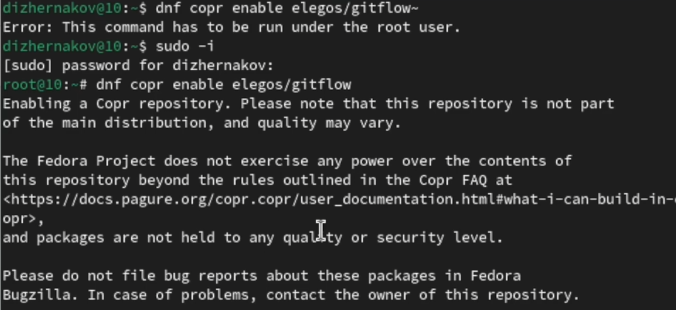 dizhernakov@10:~$ dnf copr enable elegos/gitflow~
Error: This command has to be run under the root user.
dizhernakov@10:~$ sudo -i
[sudo] password for dizhernakov:
root@10:~# dnf copr enable elegos/gitflow
Enabling a Copr repository. Please note that this repository is not part
of the main distribution, and quality may vary.
The Fedora Project does not exercise any power over the contents of
this repository beyond the rules outlined in the Copr FAQ at
<https://docs.pagure.org/copr.copr/user_documentation.html#what-i-can-build-in-c
opr>,
and packages are not held to any quality or security level.
Please do not file bug reports about these packages in Fedora
Bugzilla. In case of problems, contact the owner of this repository.